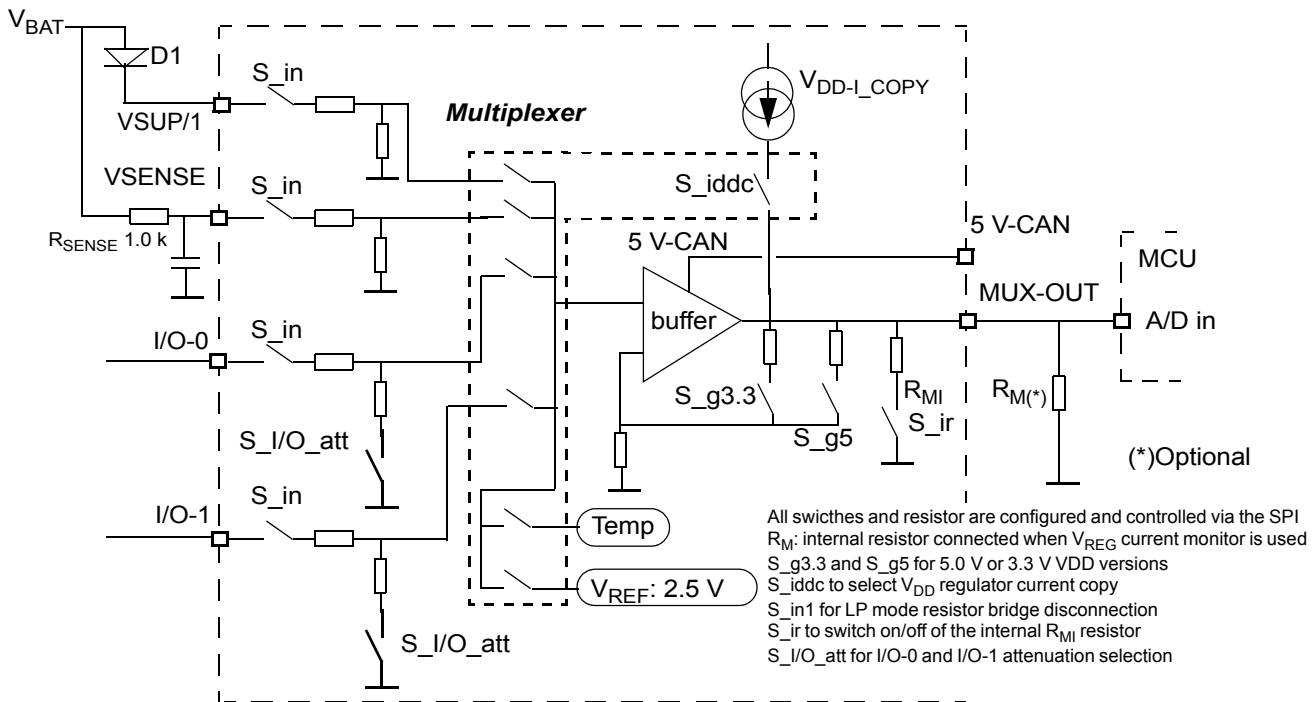 VBAT
D1
S_in
VDD-I_COPY
VSUP/1
Multiplexer
VSENSE
S_in
S_iddc
RSENSE 1.0 k
5 V-CAN
5 V-CAN
MCU
MUX-OUT
buffer
A/D in
I/O-0
S_in
S_g3.3
RMI
RM(*)
S_g5
S_ir
S_I/O_att
(*)Optional
S_in
I/O-1
Temp
VREF: 2.5 V
S_I/O_att
All swicthes and resistor are configured and controlled via the SPI
RM: internal resistor connected when VREG current monitor is used
S_g3.3 and S_g5 for 5.0 V or 3.3 V VDD versions
S_iddc to select VDD regulator current copy
S_in1 for LP mode resistor bridge disconnection
S_ir to switch on/off of the internal RMI resistor
S_I/O_att for I/O-0 and I/O-1 attenuation selection